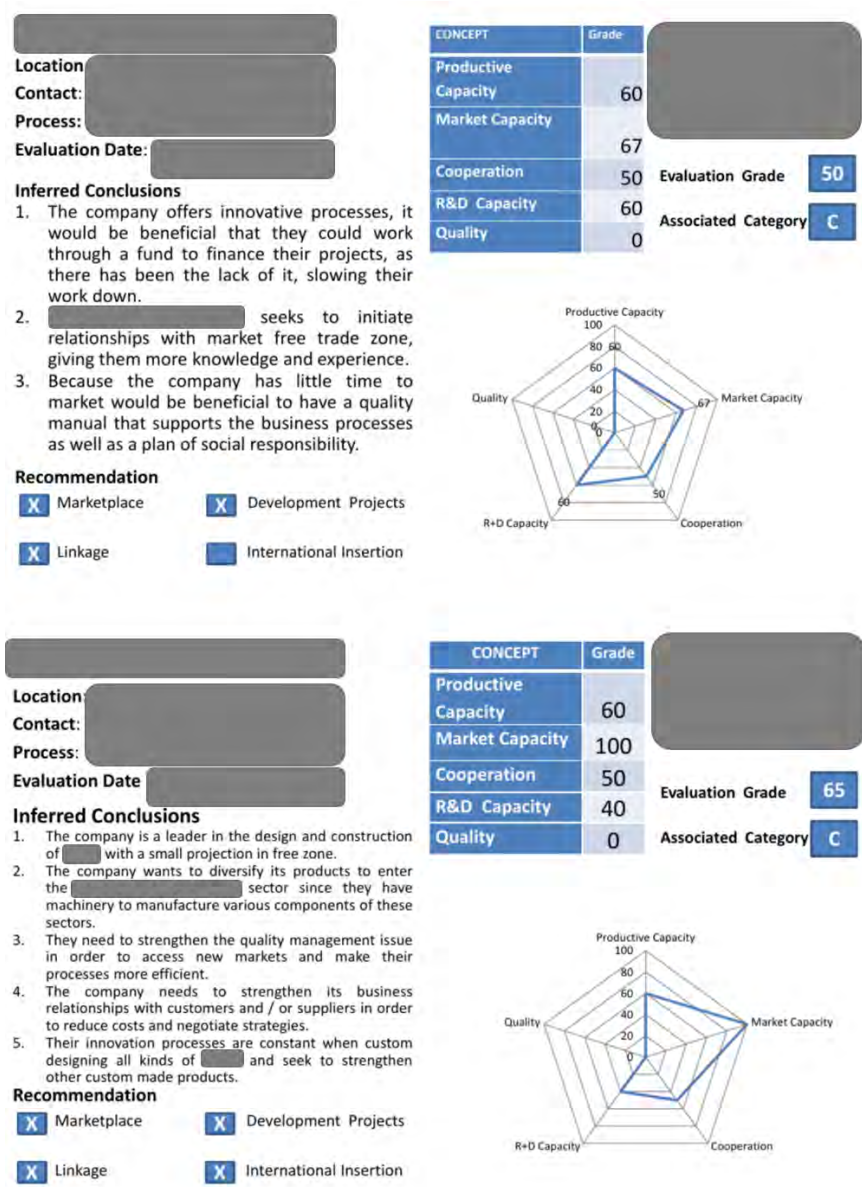 Location
Contact:
Process:
Evaluation Date:
Inferred Conclusions
1. The company offers innovative processes, it
would be beneficial that they could work
through a fund to finance their projects, as
there has been the lack of it, slowing their
work down.
2. seeks to initiate
relationships with market free trade zone,
giving them more knowledge and experience.
3. Because the company has little time to
market would be beneficial to have a quality
manual that supports the business processes
as well as a plan of social responsibility.
Recommendation
X Marketplace X Development Projects
X Linkage International Insertion
CONCEPT Grade
Productive
Capacity 60
Market Capacity
67
Cooperation 50
R&D Capacity 60
Quality 0
Evaluation Grade 50
Associated Category C
Productive Capacity
100
80 60
60
40
20
0
0
Quality
67 Market Capacity
60
50
R+D Capacity
Cooperation
Location:
Contact:
Process:
Evaluation Date
Inferred Conclusions
1. The company is a leader in the design and construction
of with a small projection in free zone.
2. The company wants to diversify its products to enter
the sector since they have
machinery to manufacture various components of these
sectors.
3. They need to strengthen the quality management issue
in order to access new markets and make their
processes more efficient.
4. The company needs to strengthen its business
relationships with customers and / or suppliers in order
to reduce costs and negotiate strategies.
5. Their innovation processes are constant when custom
designing all kinds of and seek to strengthen
other custom made products.
Recommendation
X Marketplace X Development Projects
X Linkage X International Insertion
CONCEPT Grade
Productive
Capacity 60
Market Capacity 100
Cooperation 50
R&D Capacity 40
Quality 0
Evaluation Grade 65
Associated Category C
Productive Capacity
100
80
60
40
20
0
Quality
Market Capacity
R+D Capacity
Cooperation